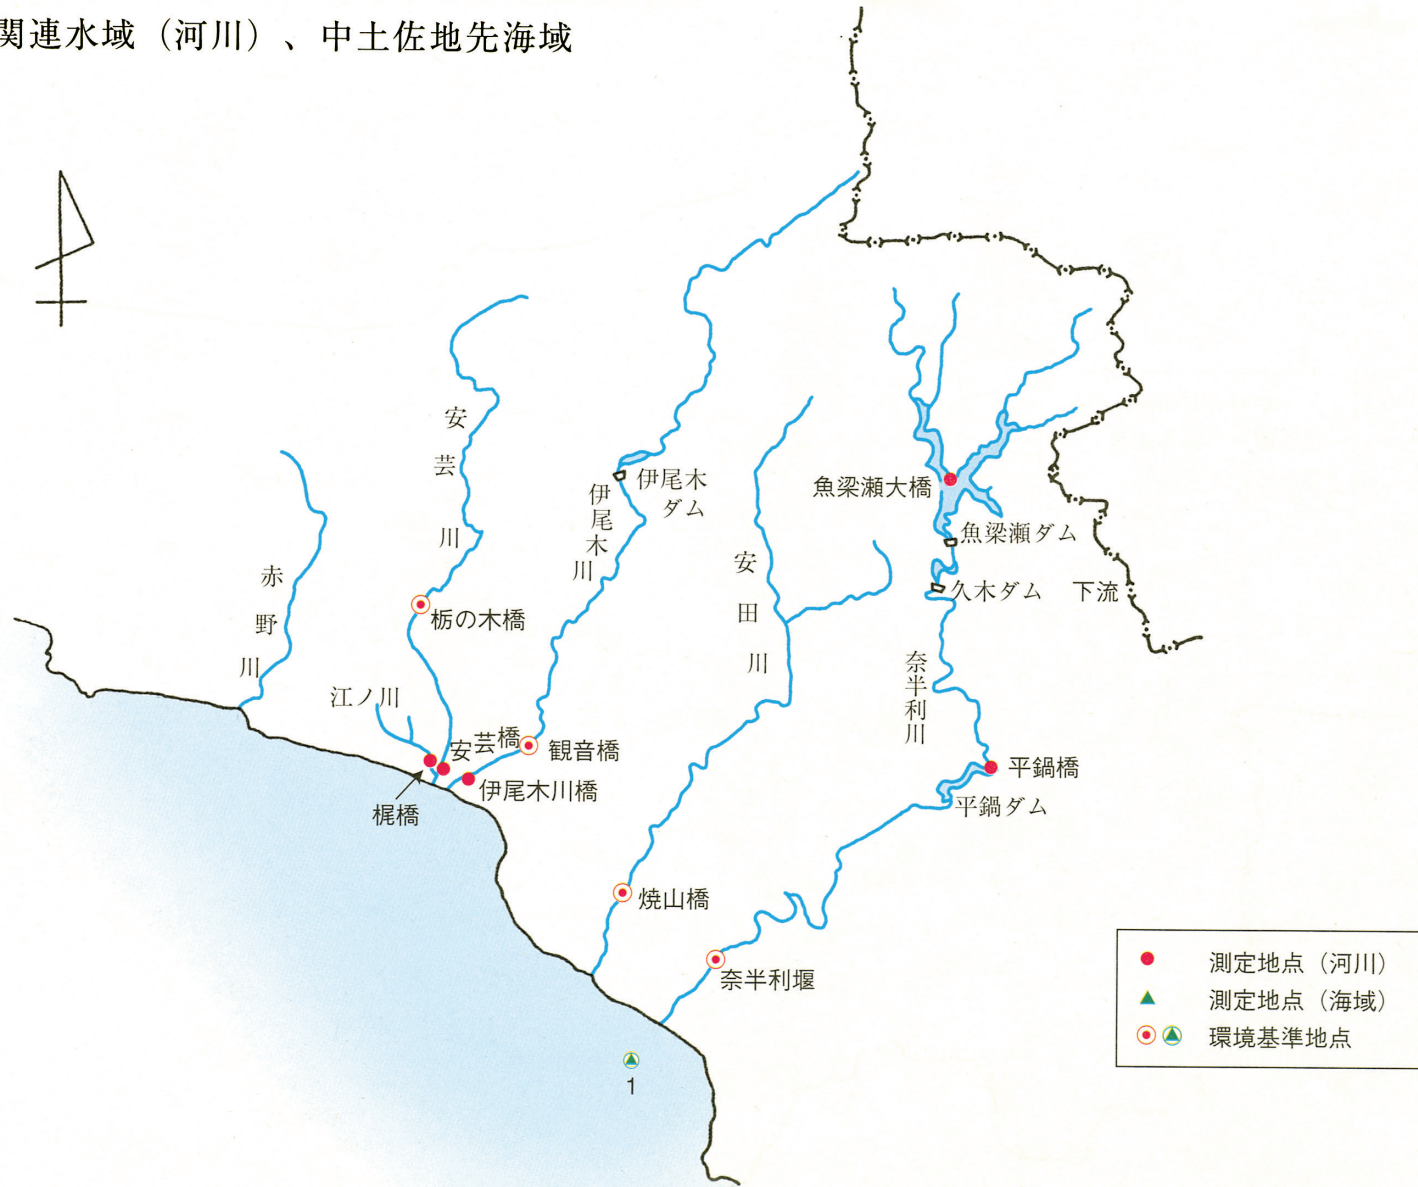 関連水域（河川）、中土佐地先海域
安芸川
伊尾木ダム
伊尾木川
魚梁瀬大橋
魚梁瀬ダム
久木ダム
下流
赤野川
栃の木橋
安田川
奈半利川
江ノ川
安芸橋
観音橋
伊尾木川橋
梶橋
平鍋橋
平鍋ダム
焼山橋
奈半利堰
1
測定地点（河川）
測定地点（海域）
環境基準地点